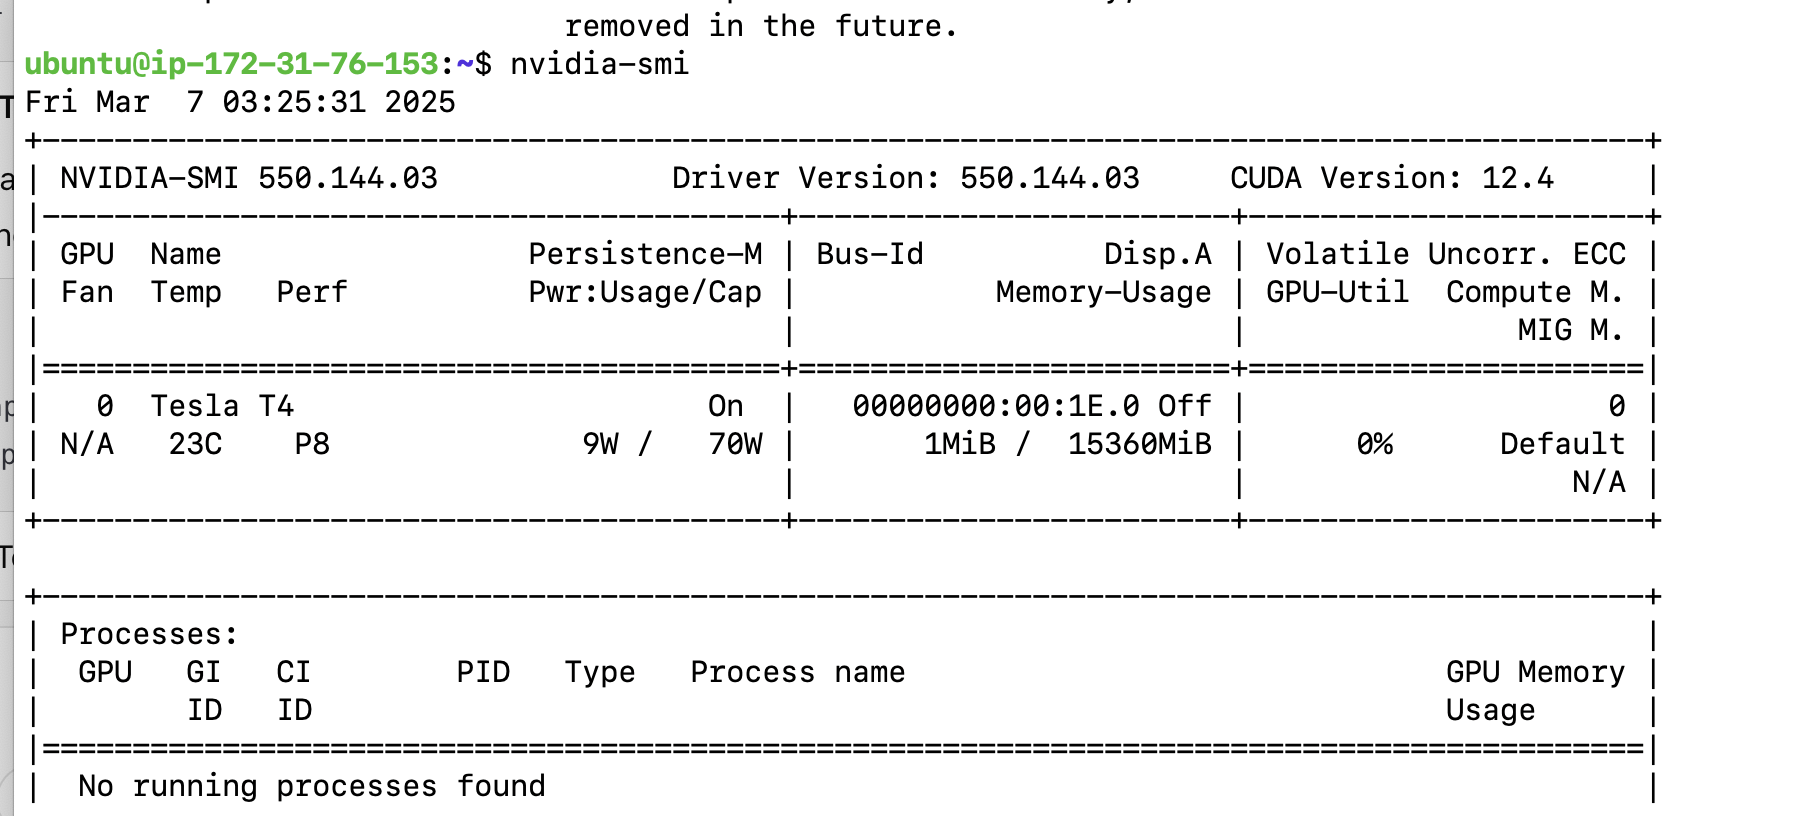 removed in the future.
ubuntu@ip-172-31-76-153:~$ nvidia-smi
Fri Mar  7 03:25:31 2025
+-----------------------------------------------------------------------------------------+
| NVIDIA-SMI 550.144.03             Driver Version: 550.144.03     CUDA Version: 12.4     |
|-----------------------------------------+------------------------+----------------------+
| GPU  Name                 Persistence-M | Bus-Id          Disp.A | Volatile Uncorr. ECC |
| Fan  Temp   Perf          Pwr:Usage/Cap |           Memory-Usage | GPU-Util  Compute M. |
|                                         |                        |               MIG M. |
|=========================================+========================+======================|
|   0  Tesla T4                       On  |   00000000:00:1E.0 Off |                    0 |
| N/A   23C    P8              9W /   70W |       1MiB /  15360MiB |      0%      Default |
|                                         |                        |                  N/A |
+-----------------------------------------+------------------------+----------------------+

+-----------------------------------------------------------------------------------------+
| Processes:                                                                              |
|  GPU   GI   CI        PID   Type   Process name                              GPU Memory |
|        ID   ID                                                               Usage      |
|=========================================================================================|
|  No running processes found                                                             |